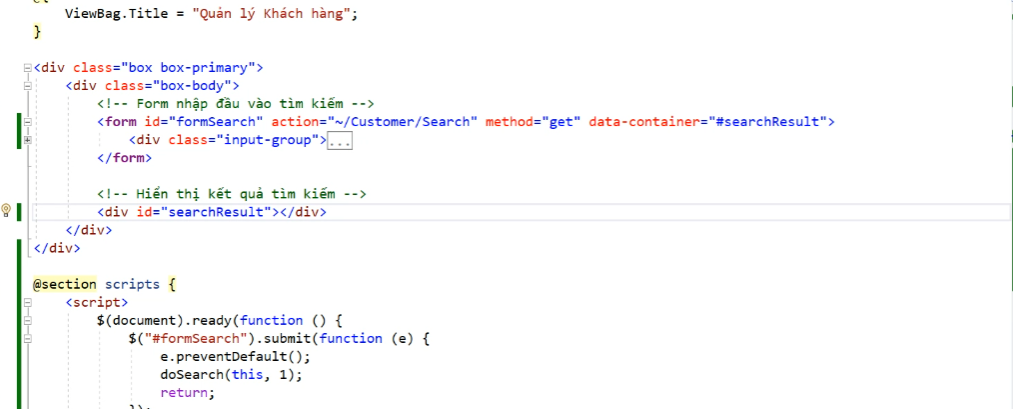 ViewBag.Title = "Quản lý Khách hàng";
}
<div class="box box-primary">
<div class="box-body">
<!-- Form nhập đầu vào tìm kiếm -->
<form id="formSearch" action="~/Customer/Search" method="get" data-container="#searchResult">
<div class="input-group">...
</form>
<!-- Hiển thị kết quả tìm kiếm -->
<div id="searchResult"></div>
</div>
</div>
@section scripts {
<script>
$(document).ready(function () {
$("#formSearch").submit(function (e) {
e.preventDefault();
doSearch(this, 1);
return;